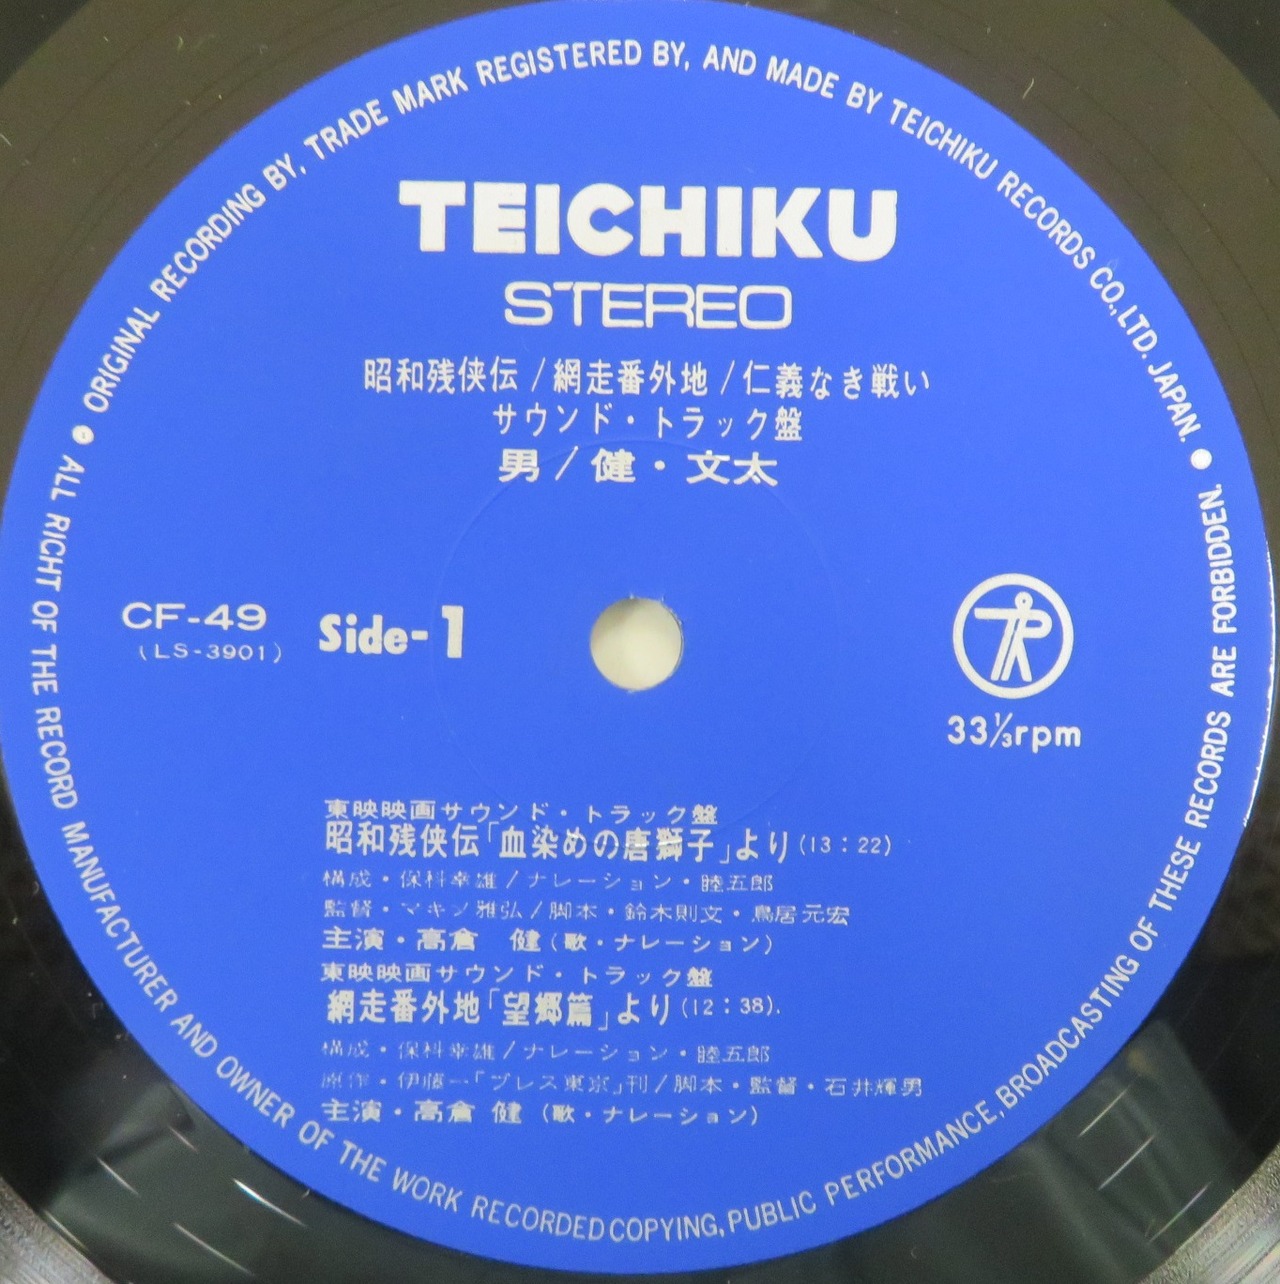 ORIGINAL RECORDING BY, TRADE MARK REGISTERED BY, AND MADE BY TEICHIKU RECORDS CO., LTD. JAPAN.
TEICHIKU
STEREO
昭和残侠伝/網走番外地/仁義なき戦い
サウンド・トラック盤
男/健・文太
CF-49
(LS-3901)
Side-1
33⅓rpm
東映映画サウンド・トラック盤
昭和残侠伝「血染めの唐獅子」より(13:22)
構成・保科幸雄/ナレーション・睦五郎
監督・マキノ雅弘/脚本・鈴木則文・鳥居元宏
主演・高倉 健(歌・ナレーション)
東映映画サウンド・トラック盤
網走番外地「望郷篇」より(12:38).
構成・保科幸雄/ナレーション・睦五郎
原作・伊藤一「プレス東京」刊/脚本・監督・石井輝男
主演・高倉 健(歌・ナレーション)
ALL RICHT OF THE RECORD MANUFACTURER AND OWNER OF THE WORK RECORDED COPYING, PUBLIC PERFORMANCE, BROADCASTING OF THESE RECORDS ARE FORBIDDEN.